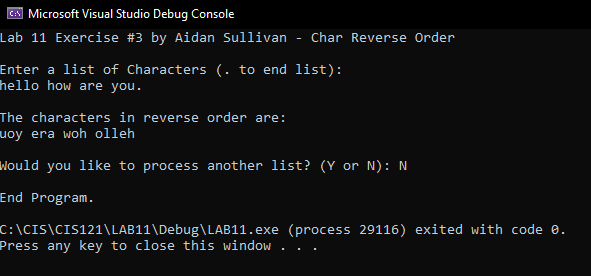 Microsoft Visual Studio Debug Console
Lab 11 Exercise #3 by Aidan Sullivan - Char Reverse Order
Enter a list of Characters (. to end list):
hello how are you.
The characters in reverse order are:
uoy era woh olleh
Would you like to process another list? (Y or N): N
End Program.
C:\CIS\CIS121\LAB11\Debug\LAB11.exe (process 29116) exited with code 0.
Press any key to close this window . . .